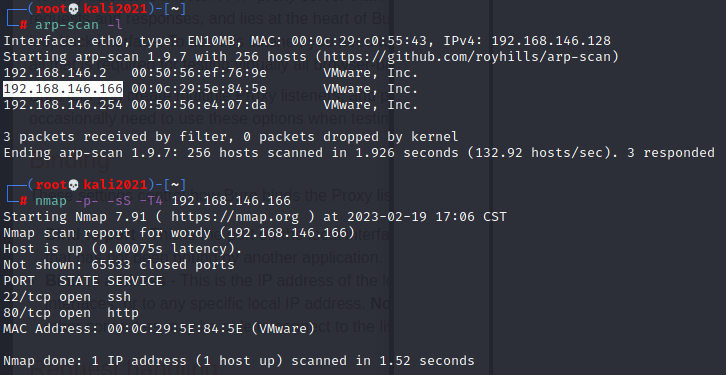 (root💀kali2021)-[~]
# arp-scan -l
Interface: eth0, type: EN10MB, MAC: 00:0c:29:c0:55:43, IPv4: 192.168.146.128
Starting arp-scan 1.9.7 with 256 hosts (https://github.com/royhills/arp-scan)
192.168.146.2 00:50:56:ef:76:9e VMware, Inc.
192.168.146.166 00:0c:29:5e:84:5e VMware, Inc.
192.168.146.254 00:50:56:e4:07:da VMware, Inc.
3 packets received by filter, 0 packets dropped by kernel
Ending arp-scan 1.9.7: 256 hosts scanned in 1.926 seconds (132.92 hosts/sec). 3 responded
(root💀kali2021)-[~]
# nmap -p- -sS -T4 192.168.146.166
Starting Nmap 7.91 ( https://nmap.org ) at 2023-02-19 17:06 CST
Nmap scan report for wordy (192.168.146.166)
Host is up (0.00075s latency).
Not shown: 65533 closed ports
PORT STATE SERVICE
22/tcp open ssh
80/tcp open http
MAC Address: 00:0C:29:5E:84:5E (VMware)
Nmap done: 1 IP address (1 host up) scanned in 1.52 seconds